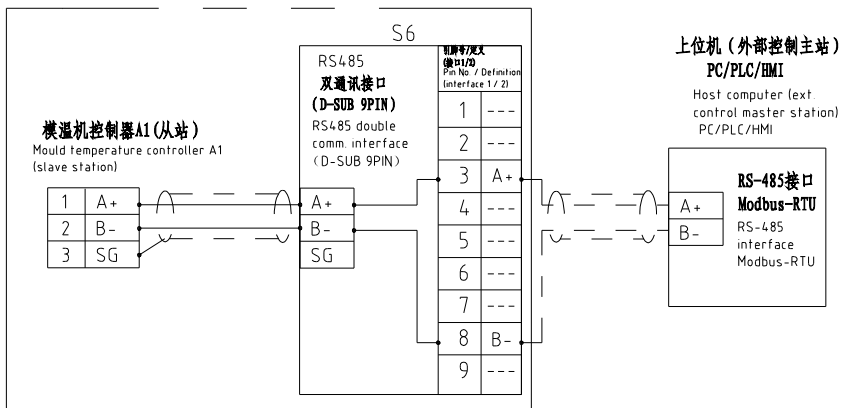 S6
模温机控制器A1(从站)
Mould temperature controller A1
(slave station)
1 A+
2 B-
3 SG
RS485
双通讯接口
(D-SUB 9PIN)
RS485 double
comm. interface
(D-SUB 9PIN)
A+
B-
SG
引脚号/定义
(接口1/2)
Pin No. / Definition
(interface 1 / 2)
1 ---
2 ---
3 A+
4 ---
5 ---
6 ---
7 ---
8 B-
9 ---
上位机(外部控制主站)
PC/PLC/HMI
Host computer (ext.
control master station)
PC/PLC/HMI
A+
B-
RS-485接口
Modbus-RTU
RS-485
interface
Modbus-RTU